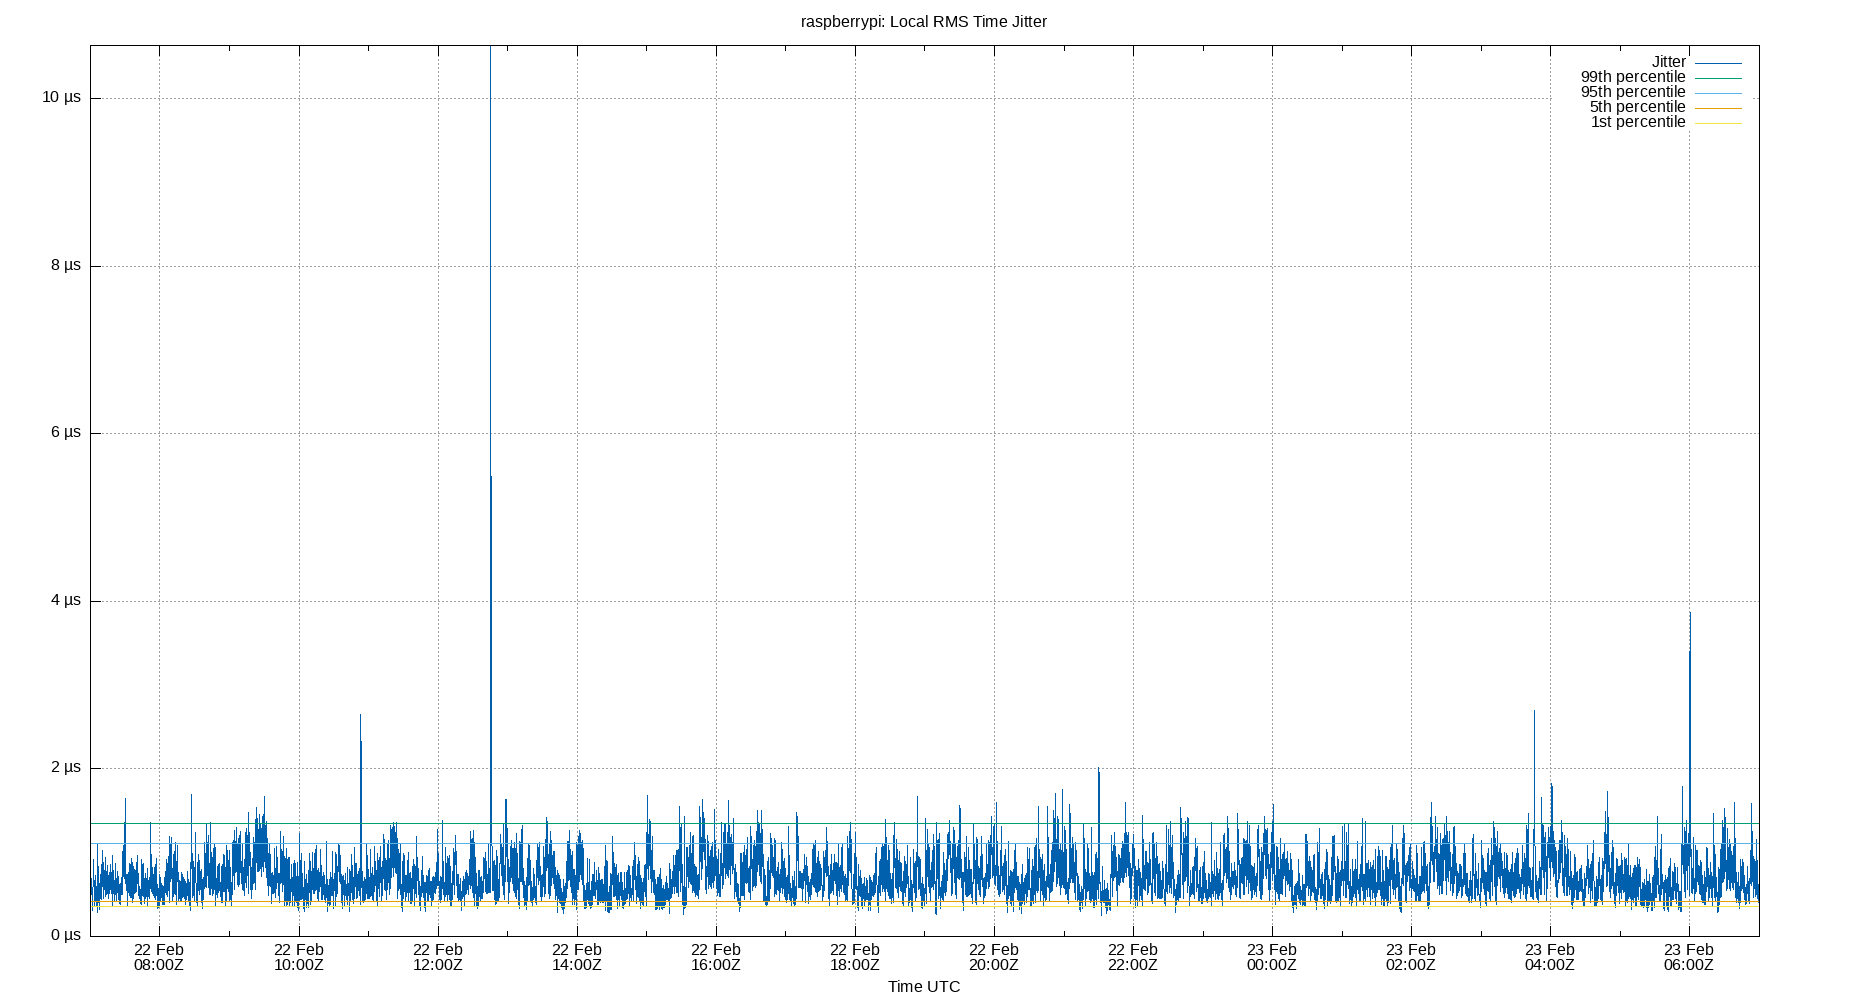 raspberrypi: Local RMS Time Jitter
Jitter
99th percentile
95th percentile
5th percentile
1st percentile
10 µs
8 µs
6 µs
4 µs
2 µs
0 µs
22 Feb 22 Feb 22 Feb 22 Feb 22 Feb 22 Feb 22 Feb 22 Feb 23 Feb 23 Feb 23 Feb 23 Feb
08:00Z 10:00Z 12:00Z 14:00Z 16:00Z 18:00Z 20:00Z 22:00Z 00:00Z 02:00Z 04:00Z 06:00Z
Time UTC